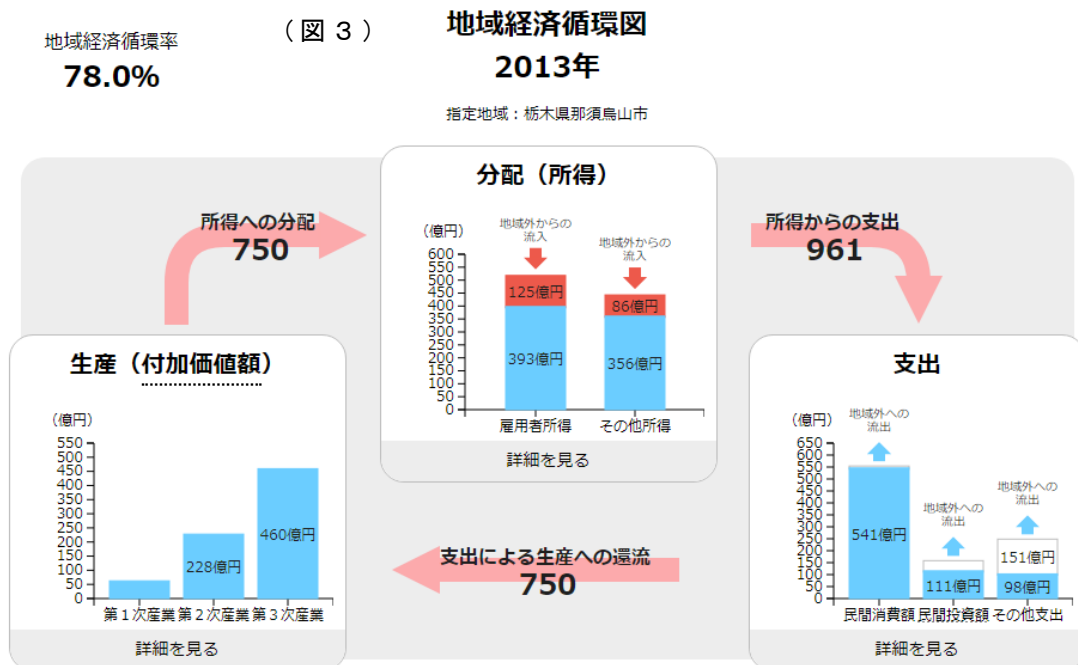 地域経済循環率
78.0%
（図３）
地域経済循環図
2013年
指定地域：栃木県那須烏山市
分配（所得）
（億円）
地域外からの
流入
地域外からの
流入
600
550
500
450
400
350
300
250
200
150
100
50
0
125億円
86億円
393億円
356億円
雇用者所得
その他所得
詳細を見る
所得への分配
750
所得からの支出
961
生産（付加価値額）
（億円）
550
500
450
400
350
300
250
200
150
100
50
0
228億円
460億円
第１次産業
第２次産業
第３次産業
詳細を見る
支出による生産への還流
750
支出
（億円）
地域外への
流出
地域外への
流出
地域外への
流出
650
600
550
500
450
400
350
300
250
200
150
100
50
0
541億円
111億円
151億円
98億円
民間消費額
民間投資額
その他支出
詳細を見る